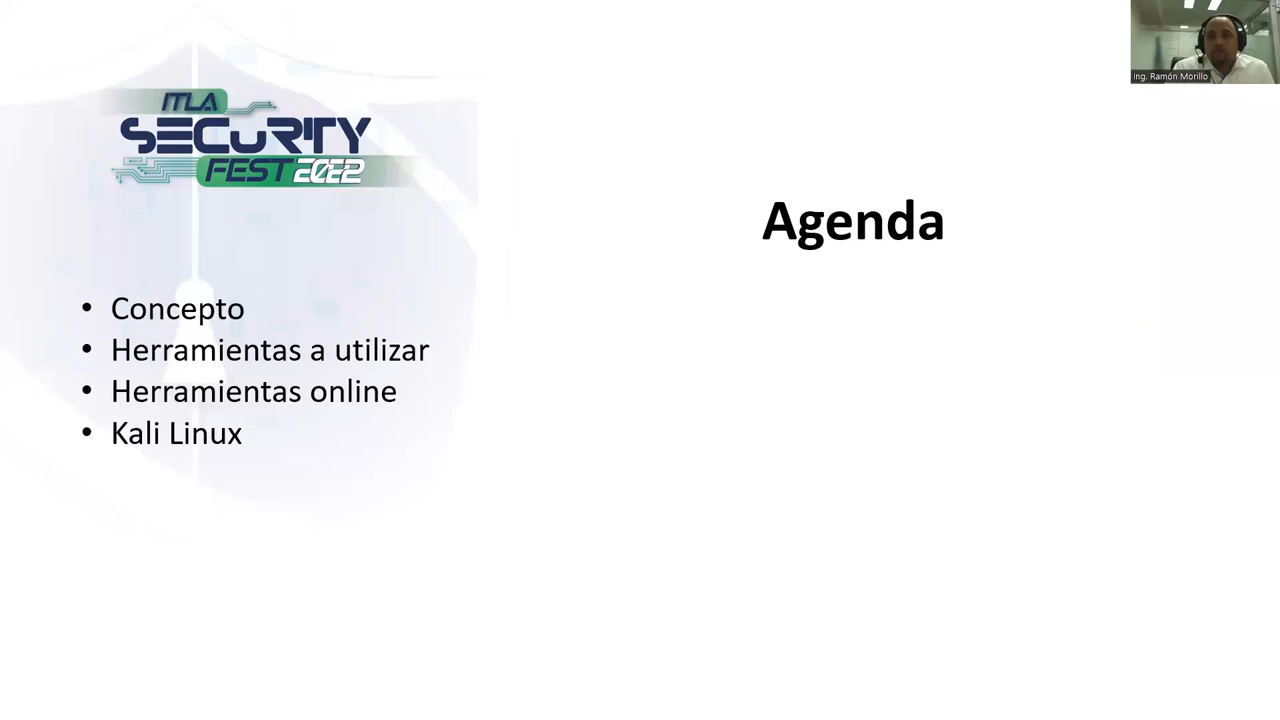 ITLA
SECURITY
FEST 2022
Ing. Ramón Morillo
Agenda
• Concepto
• Herramientas a utilizar
• Herramientas online
• Kali Linux